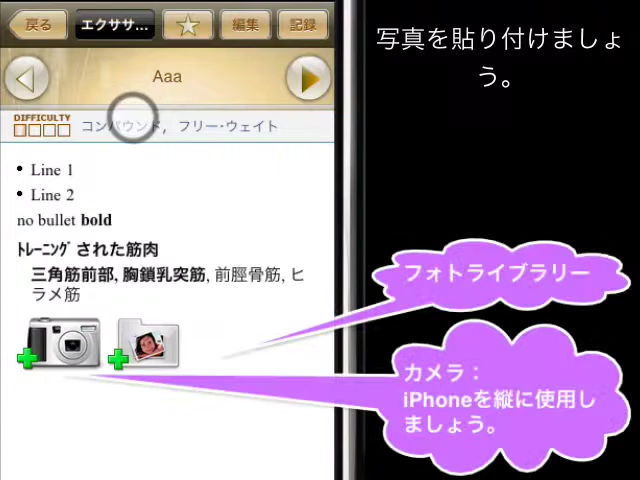 戻る
エクササ...
編集
記録
Aaa
DIFFICULTY
コンパウンド, フリー・ウェイト
• Line 1
• Line 2
no bullet bold
ﾄﾚｰﾆﾝｸﾞされた筋肉
三角筋前部, 胸鎖乳突筋, 前脛骨筋, ヒ
ラメ筋
写真を貼り付けましょ
う。
フォトライブラリー
カメラ：
iPhoneを縦に使用し
ましょう。